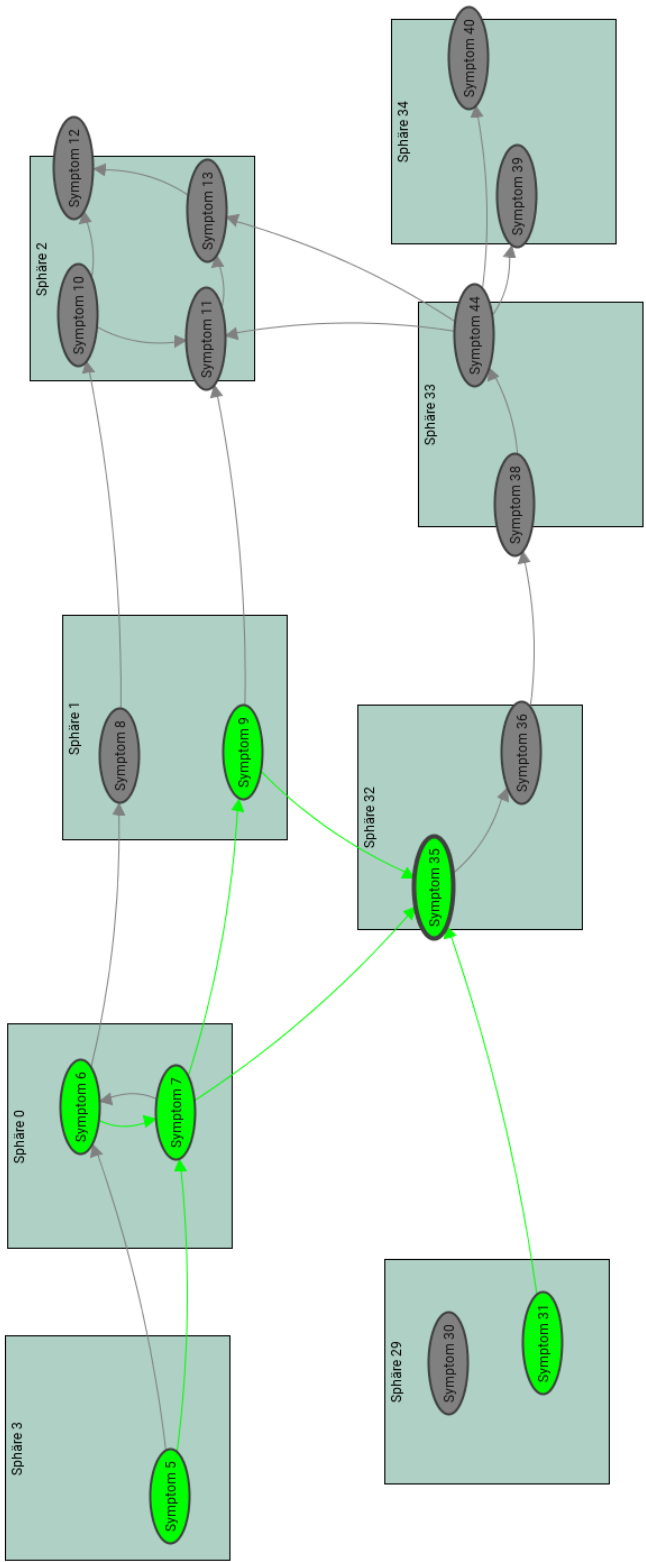 Sphäre 3
Symptom 5
Sphäre 0
Symptom 6
Symptom 7
Sphäre 1
Symptom 8
Symptom 9
Sphäre 2
Symptom 10
Symptom 12
Symptom 11
Symptom 13
Sphäre 29
Symptom 30
Symptom 31
Sphäre 32
Symptom 35
Symptom 36
Sphäre 33
Symptom 38
Symptom 44
Sphäre 34
Symptom 40
Symptom 39